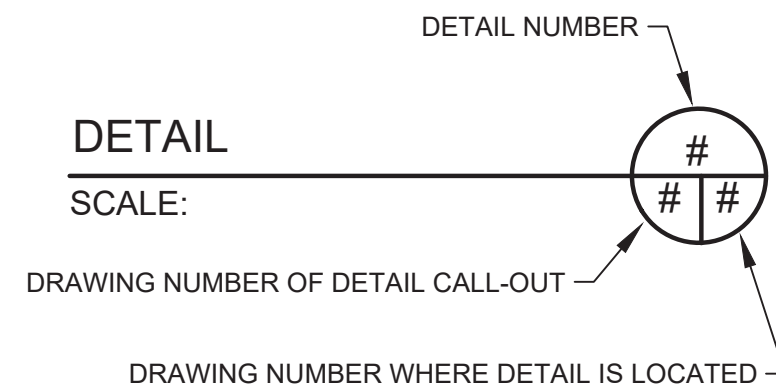 DETAIL NUMBER
DETAIL
#
SCALE:
# #
DRAWING NUMBER OF DETAIL CALL-OUT
DRAWING NUMBER WHERE DETAIL IS LOCATED